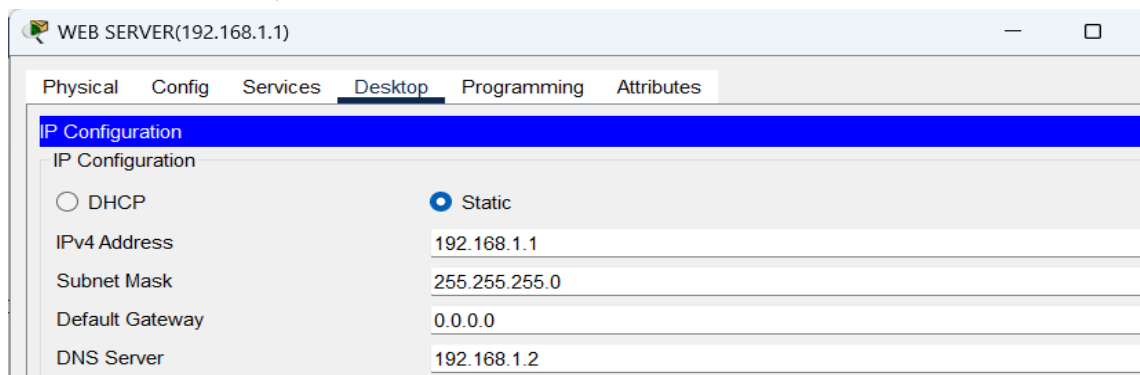 WEB SERVER(192.168.1.1)
Physical Config Services Desktop Programming Attributes
IP Configuration
IP Configuration
DHCP Static
IPv4 Address 192.168.1.1
Subnet Mask 255.255.255.0
Default Gateway 0.0.0.0
DNS Server 192.168.1.2